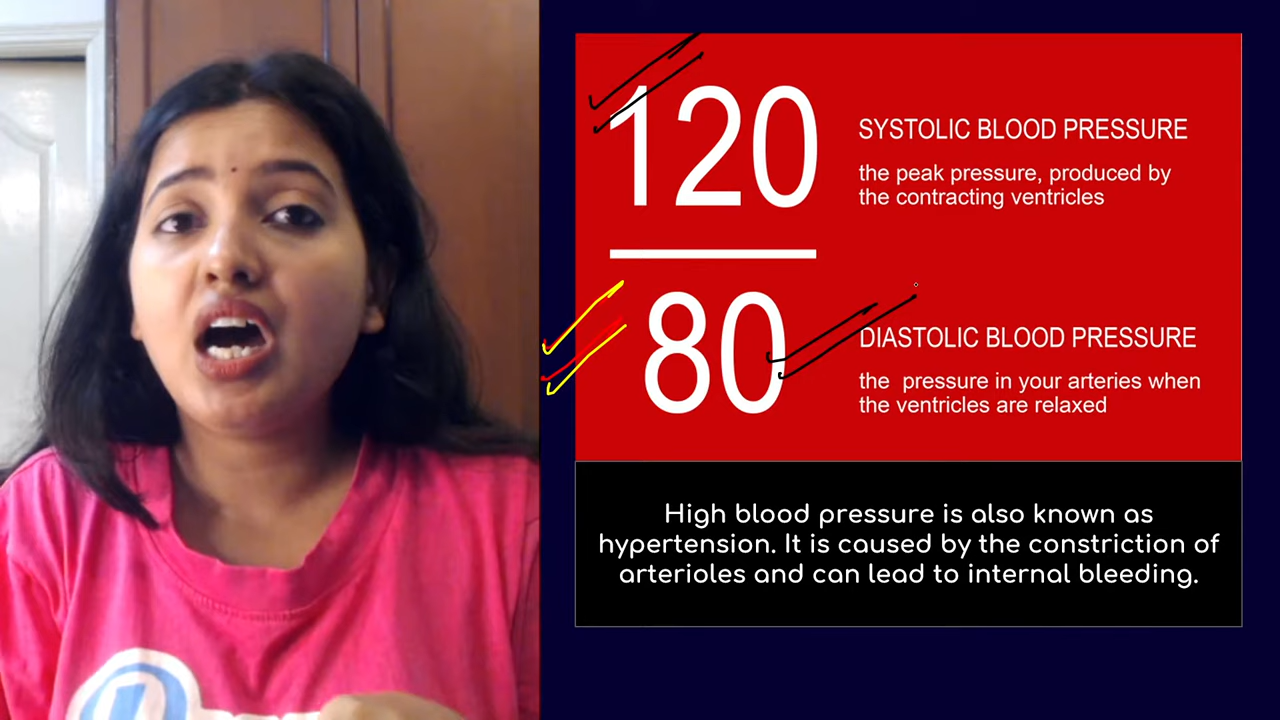 120
SYSTOLIC BLOOD PRESSURE
the peak pressure, produced by
the contracting ventricles
80
DIASTOLIC BLOOD PRESSURE
the pressure in your arteries when
the ventricles are relaxed
High blood pressure is also known as
hypertension. It is caused by the constriction of
arterioles and can lead to internal bleeding.